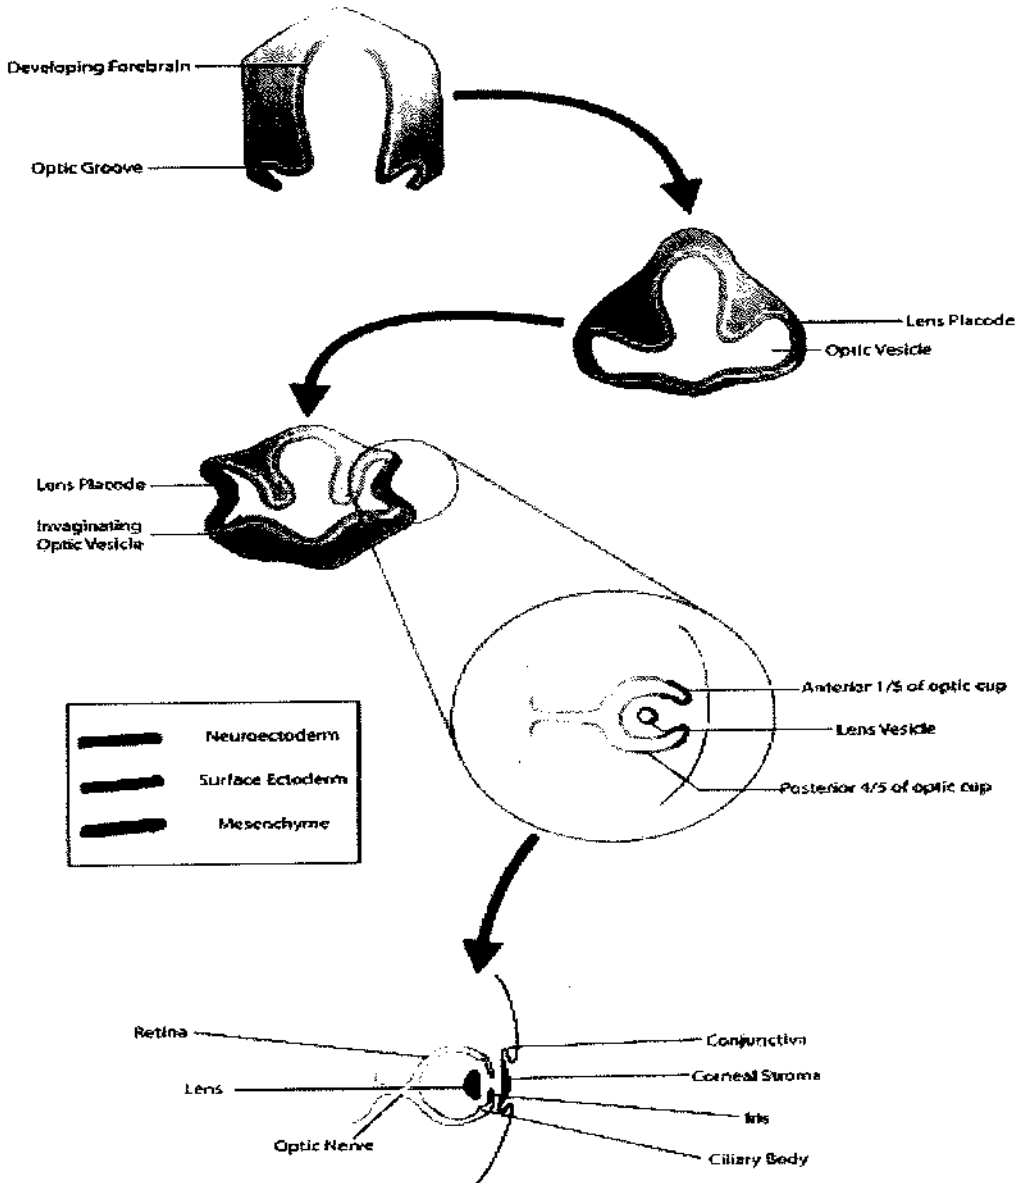 Developing Forebrain
Optic Groove
Lens Placode
Optic Vesicle
Lens Placode
Invaginating
Optic Vesicle
Anterior 1/5 of optic cup
Lens Vesicle
Posterior 4/5 of optic cup
Neuroectoderm
Surface Ectoderm
Mesenchyme
Retina
Conjunctiva
Lens
Corneal Stroma
Iris
Optic Nerve
Ciliary Body